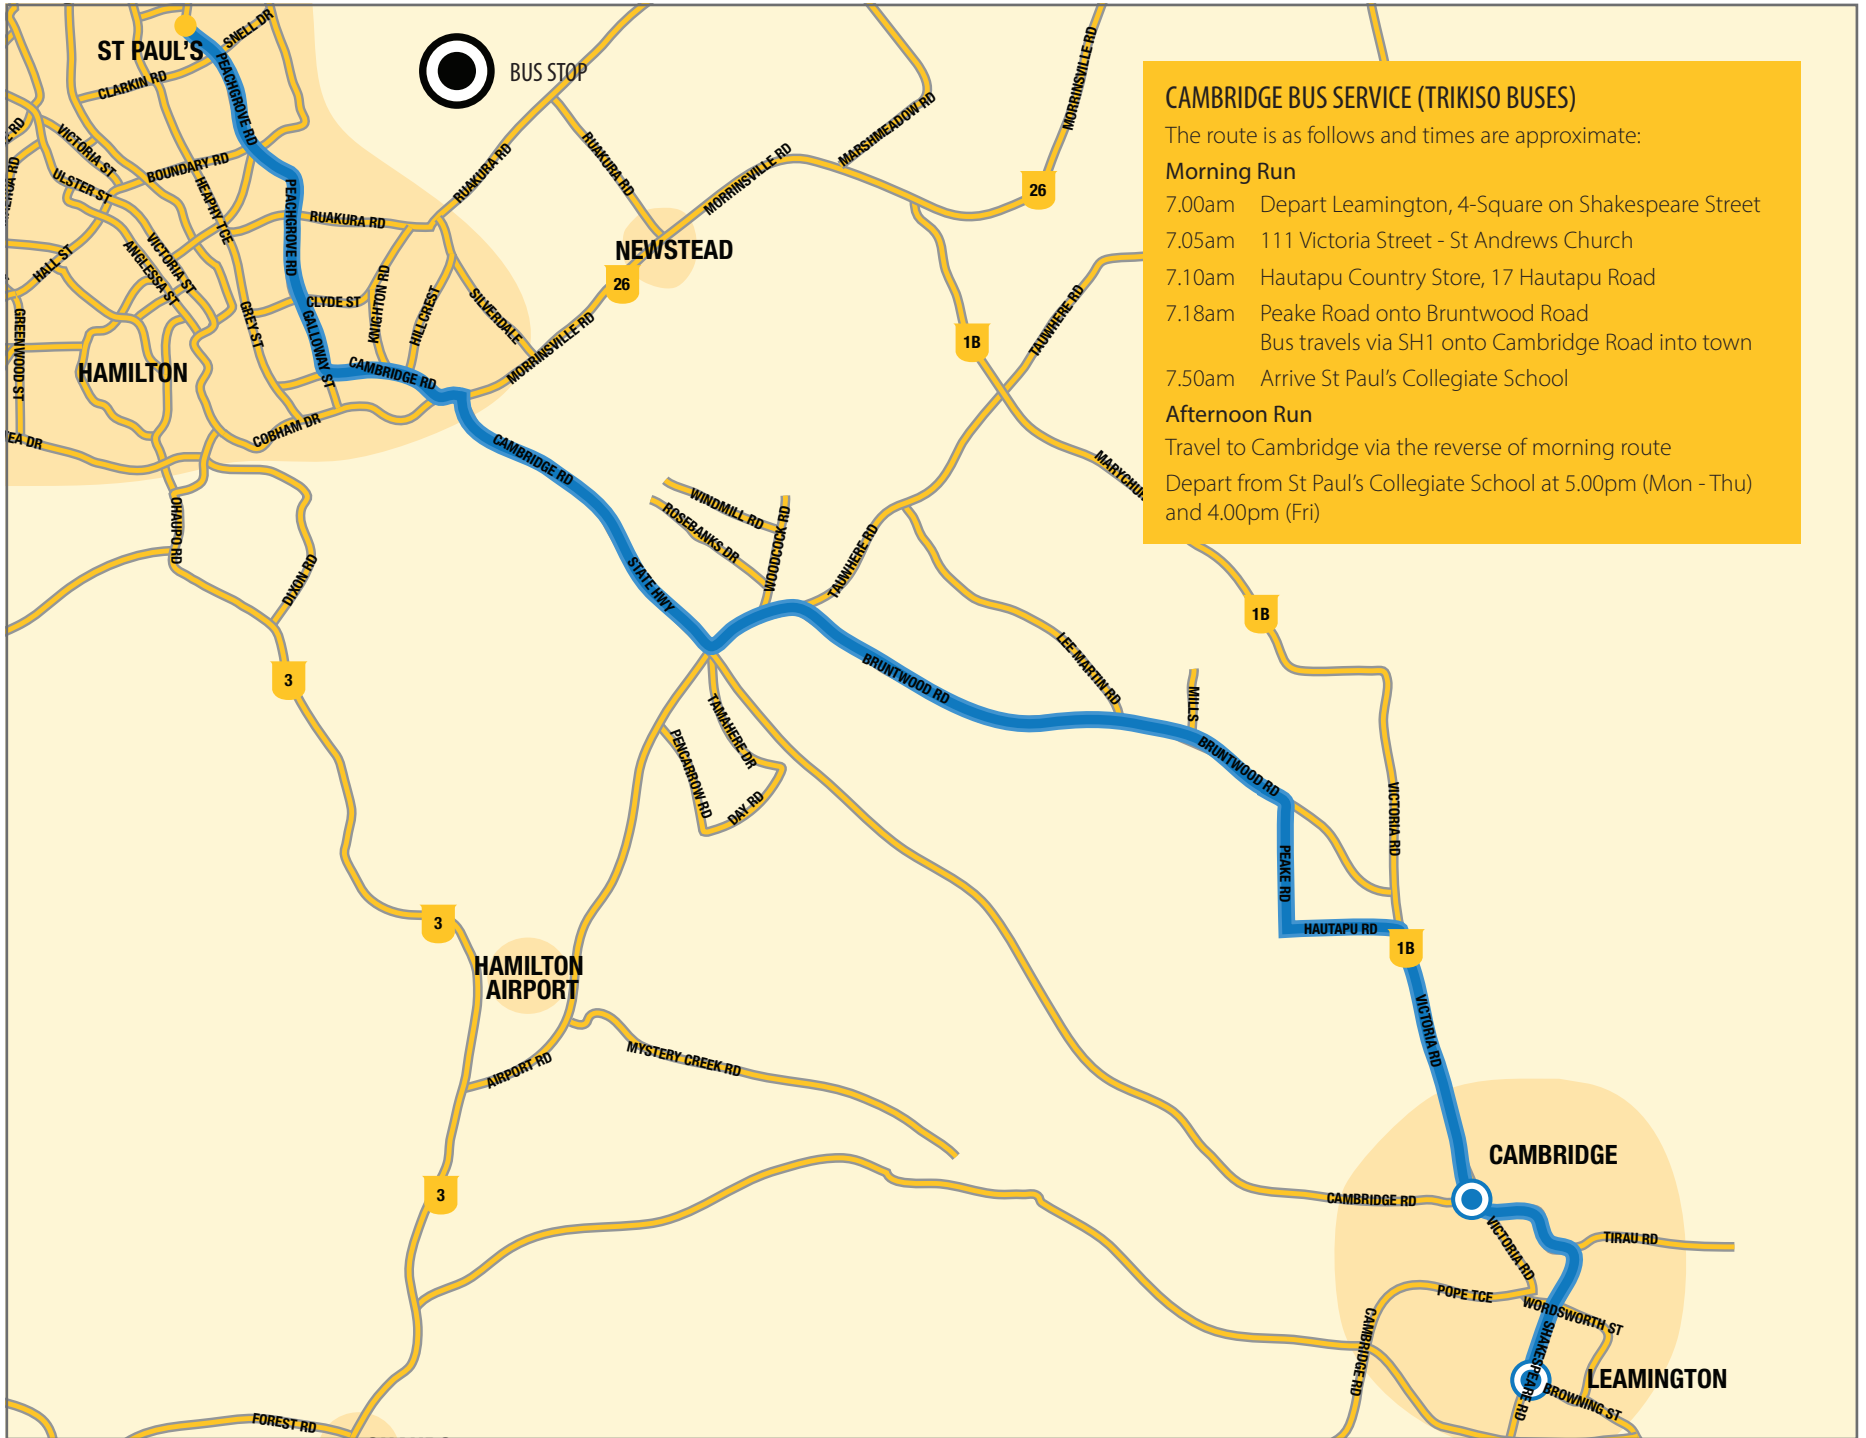 ST PAUL'S
SNELL DR
PEACHGROVE RD
CLARKIN RD
BUS STOP
VICTORIA ST
BOUNDARY RD
ULSTER ST
HEAPHY TCE
PEACHGROVE RD
RUAKURA RD
RUAKURA RD
RUAKURA RD
MORRINSVILLE RD
MARSHMEADOW RD
MORRINSVILLE RD
26
NEWSTEAD
26
HALL ST
ANGLESSA ST
VICTORIA ST
GREENWOOD ST
GREY ST
CLYDE ST
GALLOWAY ST
KNIGHTON RD
HILLCREST
SILVERDALE
MORRINSVILLE RD
HAMILTON
CAMBRIDGE RD
COBHAM DR
EA DR
1B
TAUWHERE RD
CAMBRIDGE BUS SERVICE (TRIKISO BUSES)
The route is as follows and times are approximate:
Morning Run
7.00am Depart Leamington, 4-Square on Shakespeare Street
7.05am 111 Victoria Street - St Andrews Church
7.10am Hautapu Country Store, 17 Hautapu Road
7.18am Peake Road onto Bruntwood Road
Bus travels via SH1 onto Cambridge Road into town
7.50am Arrive St Paul's Collegiate School
Afternoon Run
Travel to Cambridge via the reverse of morning route
Depart from St Paul's Collegiate School at 5.00pm (Mon - Thu)
and 4.00pm (Fri)
CAMBRIDGE RD
MARYCHU
OHAUPO RD
DIXON RD
WINDMILL RD
ROSEBANKS DR
WOODCOCK RD
TAUWHERE RD
STATE HWY
1B
LEE MARTIN RD
BRUNTWOOD RD
MILLS
3
TAMAHERE DR
PENCARROW RD
DAY RD
BRUNTWOOD RD
VICTORIA RD
PEAKE RD
HAUTAPU RD
1B
3
HAMILTON
AIRPORT
VICTORIA RD
AIRPORT RD
MYSTERY CREEK RD
3
CAMBRIDGE
CAMBRIDGE RD
VICTORIA RD
TIRAU RD
POPE TCE
WORDSWORTH ST
CAMBRIDGE RD
SHAKESPEARE RD
LEAMINGTON
BROWNING ST
FOREST RD